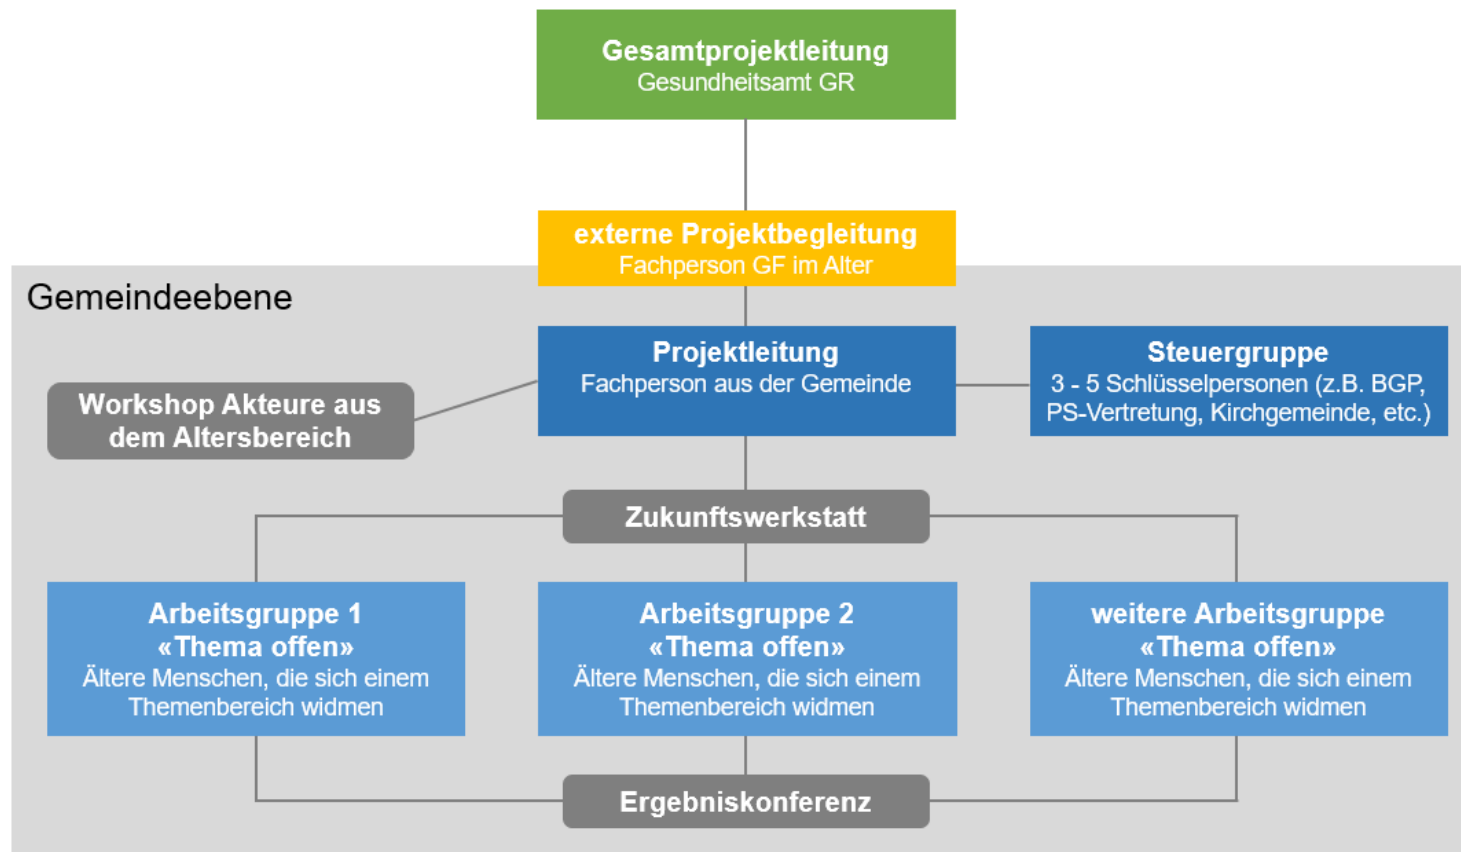 Gesamtprojektleitung
Gesundheitsamt GR
externe Projektbegleitung
Fachperson GF im Alter
Gemeindeebene
Projektleitung
Fachperson aus der Gemeinde
Steuergruppe
3 - 5 Schlüsselpersonen (z.B. BGP,
PS-Vertretung, Kirchgemeinde, etc.)
Workshop Akteure aus
dem Altersbereich
Zukunftswerkstatt
Arbeitsgruppe 1
«Thema offen»
Ältere Menschen, die sich einem
Themenbereich widmen
Arbeitsgruppe 2
«Thema offen»
Ältere Menschen, die sich einem
Themenbereich widmen
weitere Arbeitsgruppe
«Thema offen»
Ältere Menschen, die sich einem
Themenbereich widmen
Ergebniskonferenz